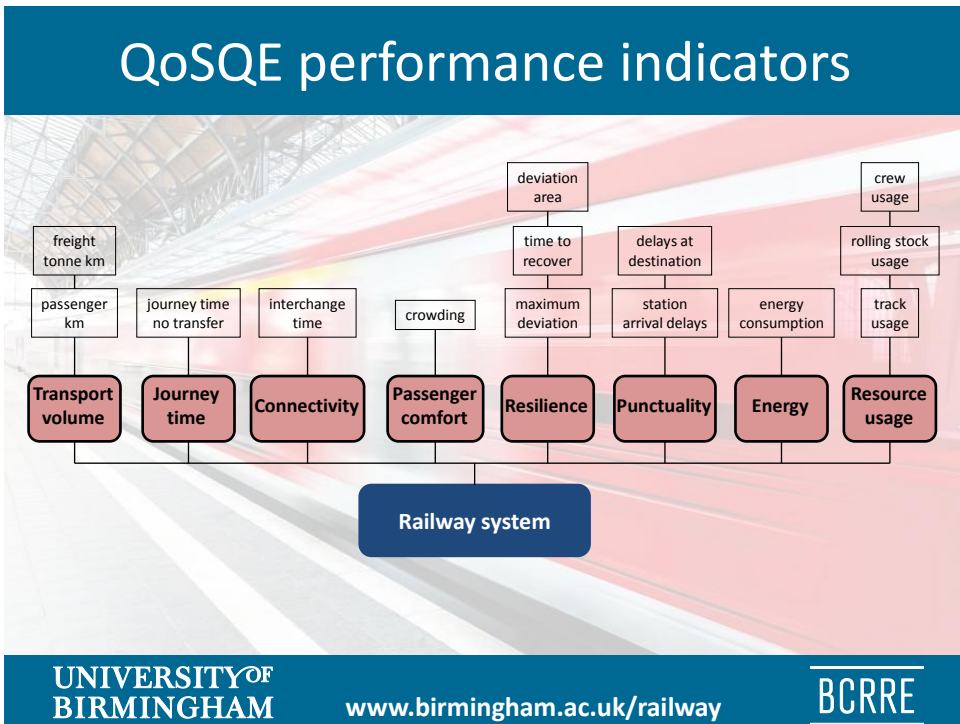 QoSQE performance indicators
deviation
area
crew
usage
freight
tonne km
time to
recover
delays at
destination
rolling stock
usage
passenger
km
journey time
no transfer
interchange
time
crowding
maximum
deviation
station
arrival delays
energy
consumption
track
usage
Transport
volume
Journey
time
Connectivity
Passenger
comfort
Resilience
Punctuality
Energy
Resource
usage
Railway system
UNIVERSITY OF
BIRMINGHAM
www.birmingham.ac.uk/railway
BCRRE